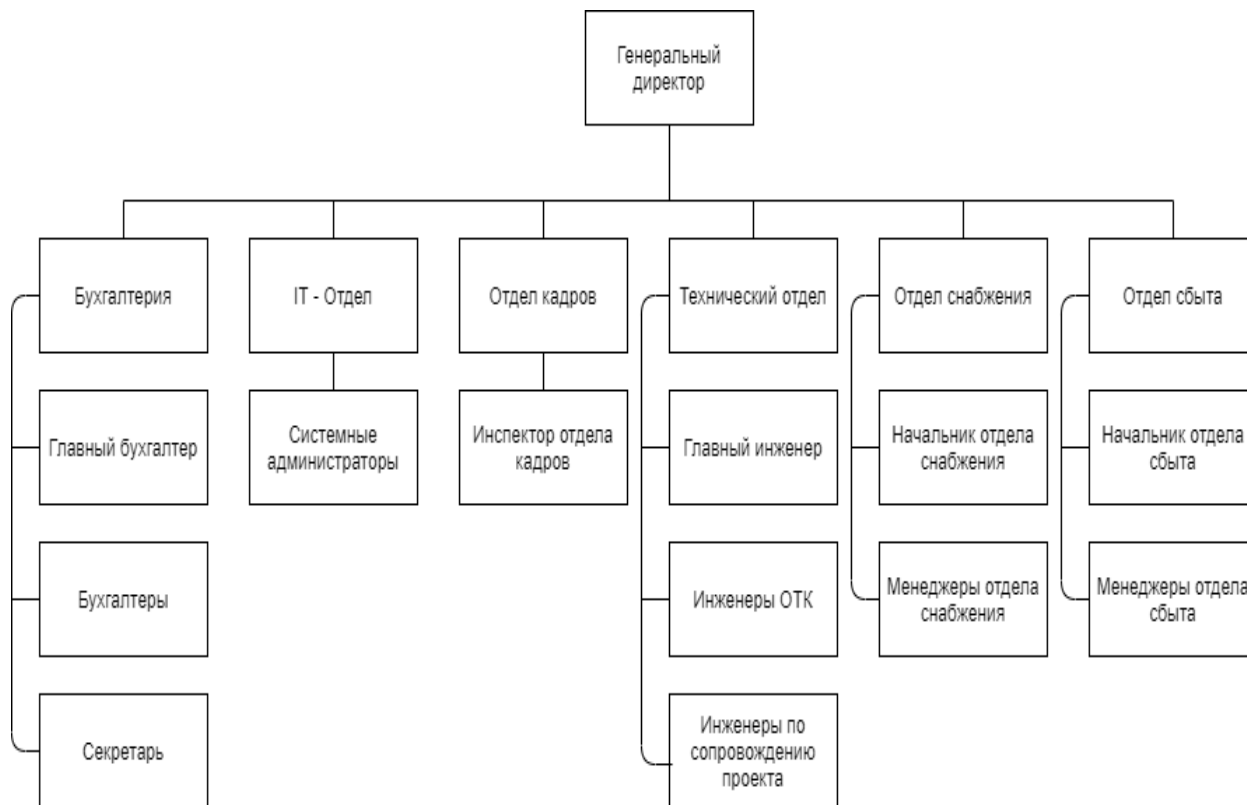 Генеральный
директор
Бухгалтерия
IT - Отдел
Отдел кадров
Технический отдел
Отдел снабжения
Отдел сбыта
Главный бухгалтер
Системные
администраторы
Инспектор отдела
кадров
Главный инженер
Начальник отдела
снабжения
Начальник отдела
сбыта
Бухгалтеры
Инженеры ОТК
Менеджеры отдела
снабжения
Менеджеры отдела
сбыта
Секретарь
Инженеры по
сопровождению
проекта